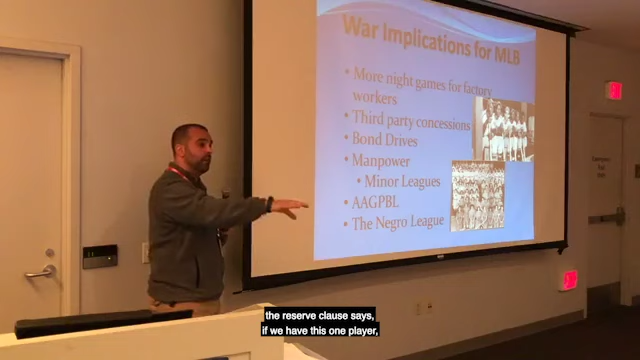 War Implications for MLB
• More night games for factory
workers
• Third party concessions
• Bond Drives
• Manpower
• Minor Leagues
• AAGPBL
• The Negro League
the reserve clause says,
if we have this one player,